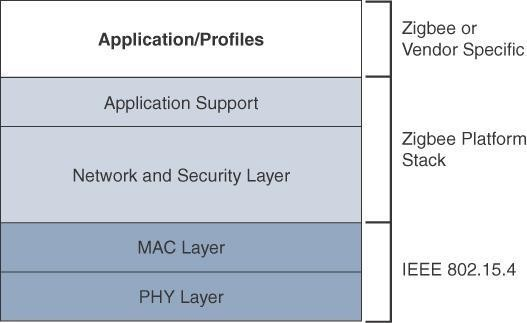 Application/Profiles
Zigbee or
Vendor Specific
Application Support
Network and Security Layer
Zigbee Platform
Stack
MAC Layer
PHY Layer
IEEE 802.15.4